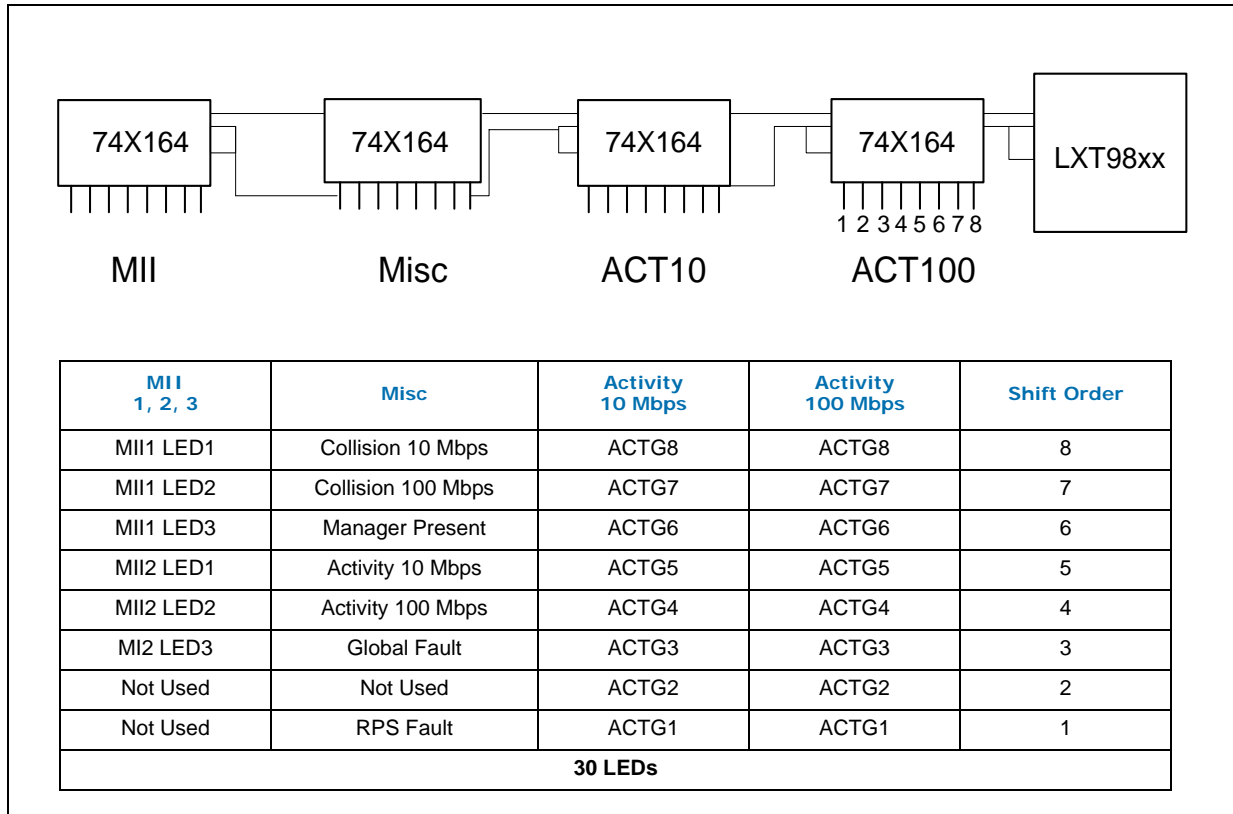 74X164 74X164 74X164 74X164 LXT98xx
1 2 3 4 5 6 7 8
MII Misc ACT10 ACT100
MII 1, 2, 3 Misc Activity 10 Mbps Activity 100 Mbps Shift Order
MII1 LED1 Collision 10 Mbps ACTG8 ACTG8 8
MII1 LED2 Collision 100 Mbps ACTG7 ACTG7 7
MII1 LED3 Manager Present ACTG6 ACTG6 6
MII2 LED1 Activity 10 Mbps ACTG5 ACTG5 5
MII2 LED2 Activity 100 Mbps ACTG4 ACTG4 4
MI2 LED3 Global Fault ACTG3 ACTG3 3
Not Used Not Used ACTG2 ACTG2 2
Not Used RPS Fault ACTG1 ACTG1 1
30 LEDs